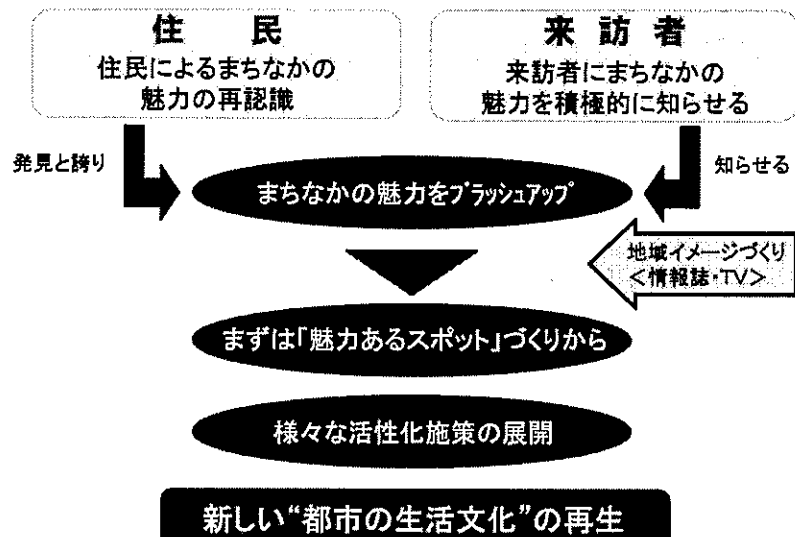 住民
住民によるまちなかの
魅力の再認識
来訪者
来訪者にまちなかの
魅力を積極的に知らせる
発見と誇り
知らせる
まちなかの魅力をﾌﾞﾗｯｼｭｱｯﾌﾟ
地域イメージづくり
<情報誌・TV>
まずは「魅力あるスポット」づくりから
様々な活性化施策の展開
新しい“都市の生活文化”の再生